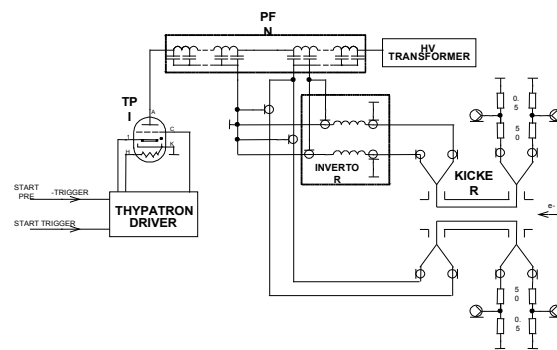 PF
N
HV
TRANSFORMER
TP
I
A
C
1
K
H
INVERTO
R
KICKE
R
0.
5
5
0
e-
START
PRE -TRIGGER
START TRIGGER
THYPATRON
DRIVER
5
0
0.
5